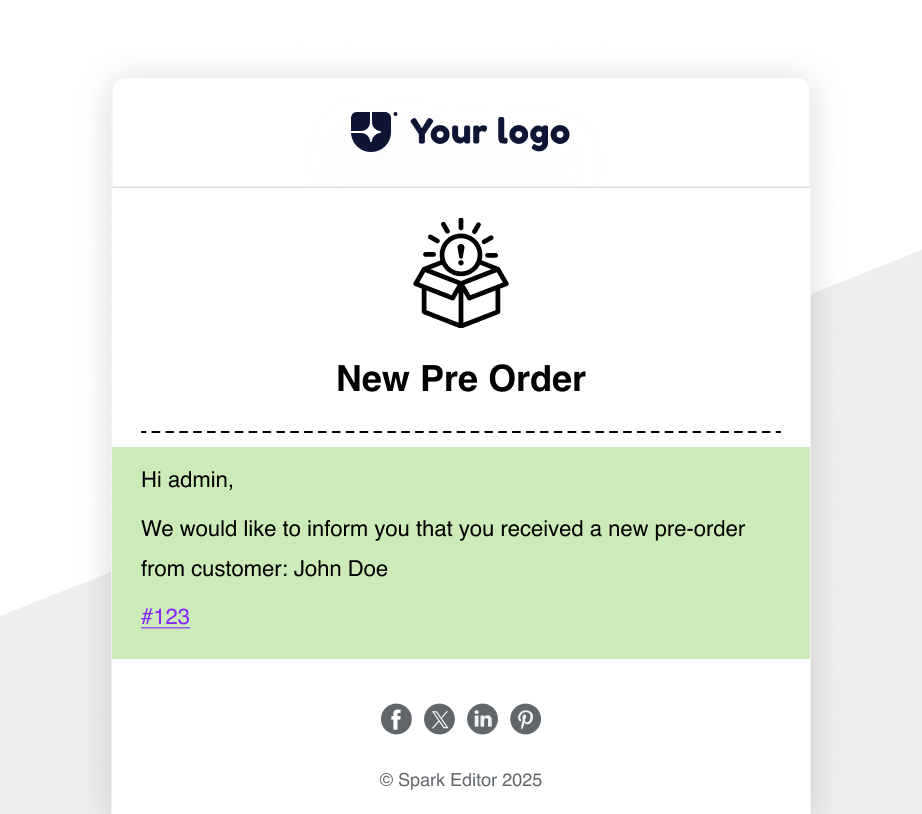 Your logo
New Pre Order
Hi admin,
We would like to inform you that you received a new pre-order
from customer: John Doe
#123
© Spark Editor 2025